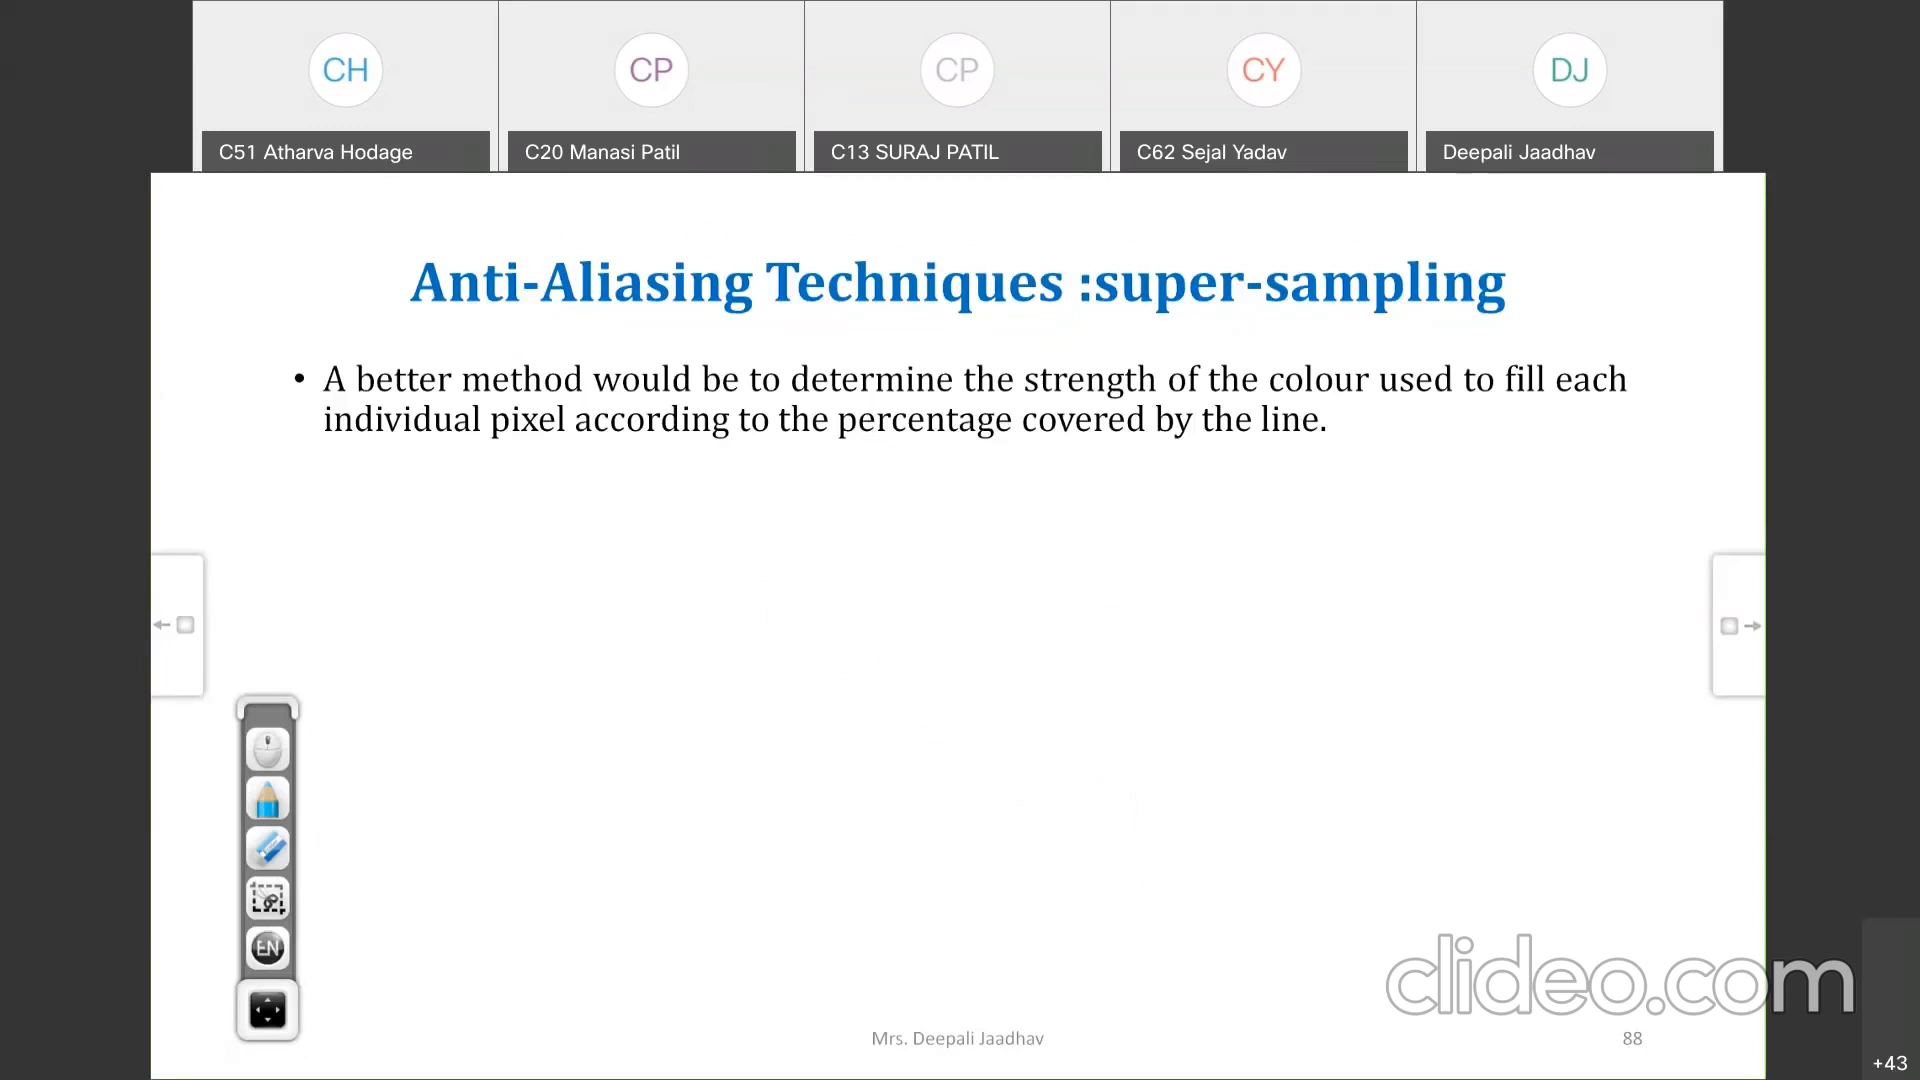 CH
CP
CP
CY
DJ
C51 Atharva Hodage
C20 Manasi Patil
C13 SURAJ PATIL
C62 Sejal Yadav
Deepali Jaadhav
Anti-Aliasing Techniques :super-sampling
• A better method would be to determine the strength of the colour used to fill each
individual pixel according to the percentage covered by the line.
EN
clideo.com
Mrs. Deepali Jaadhav
88
+43